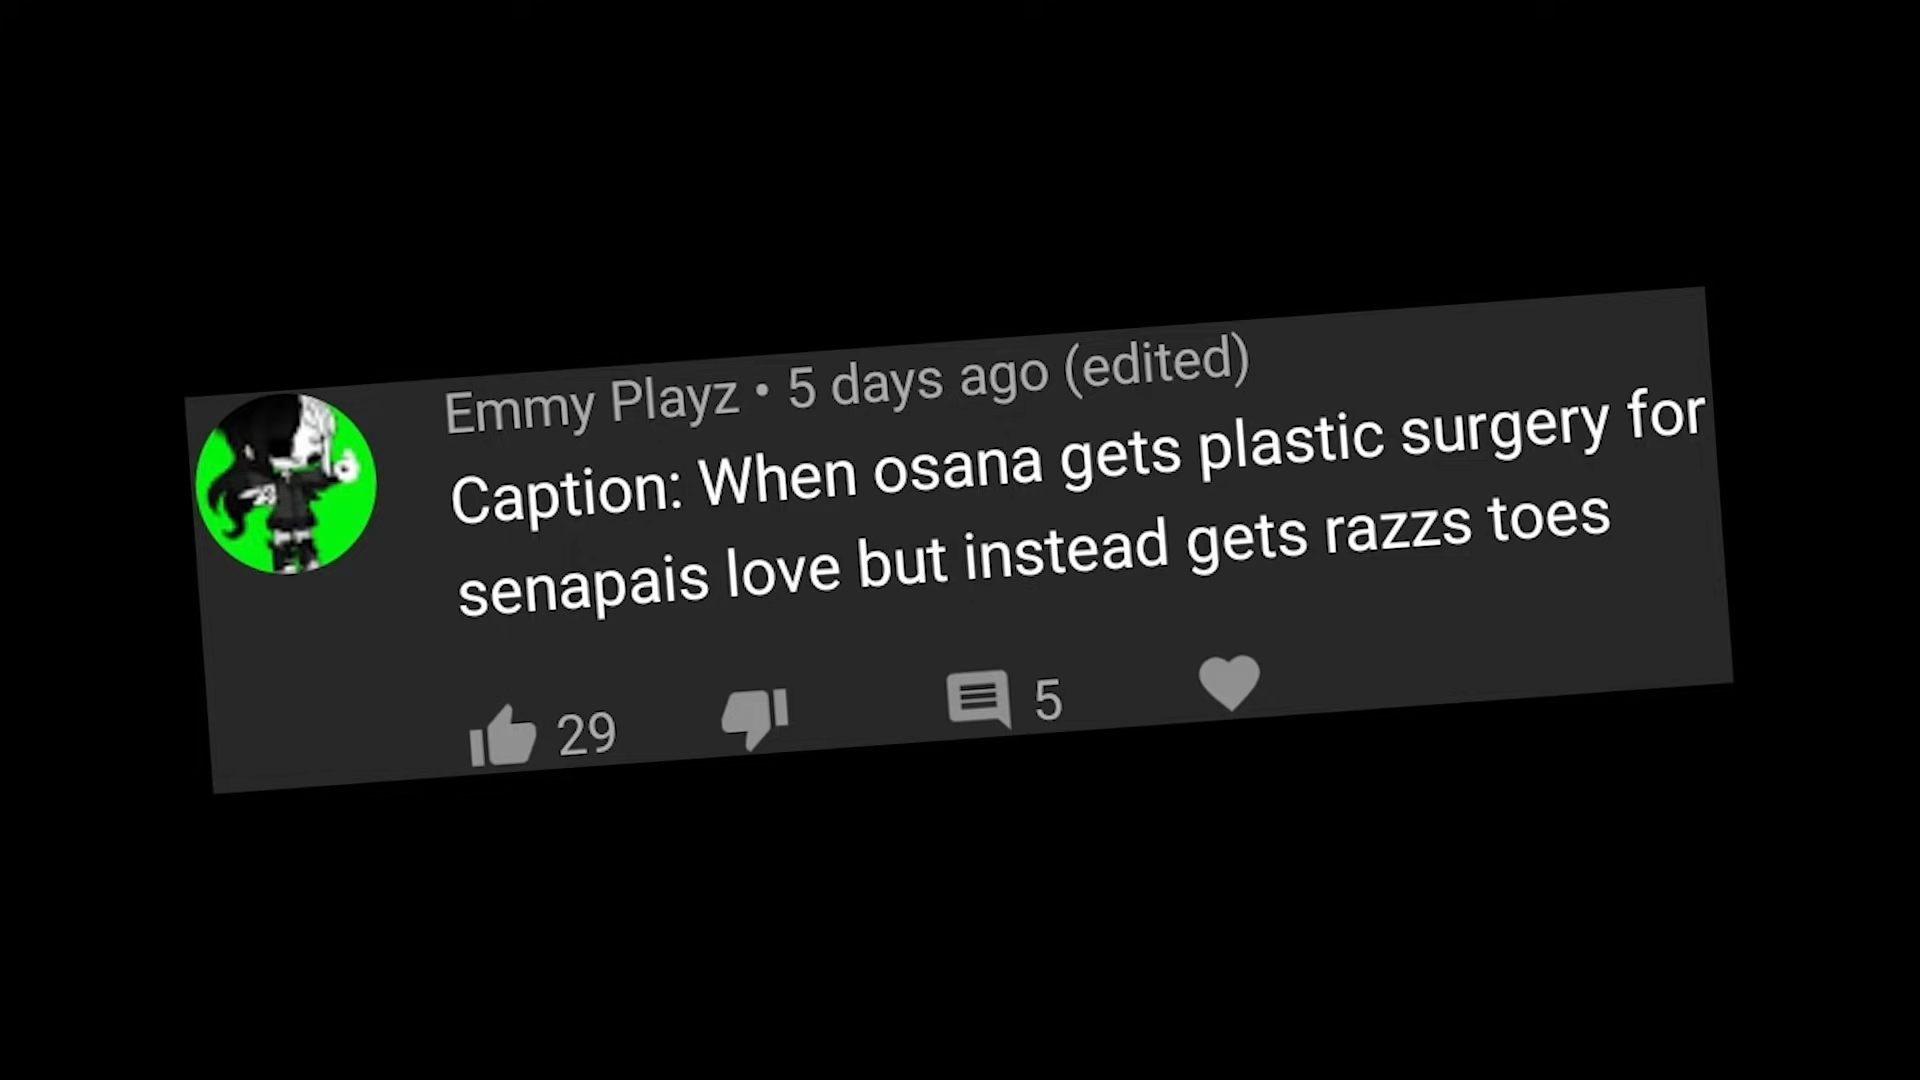 Emmy Playz • 5 days ago (edited)
Caption: When osana gets plastic surgery for
senapais love but instead gets razzs toes
29
5